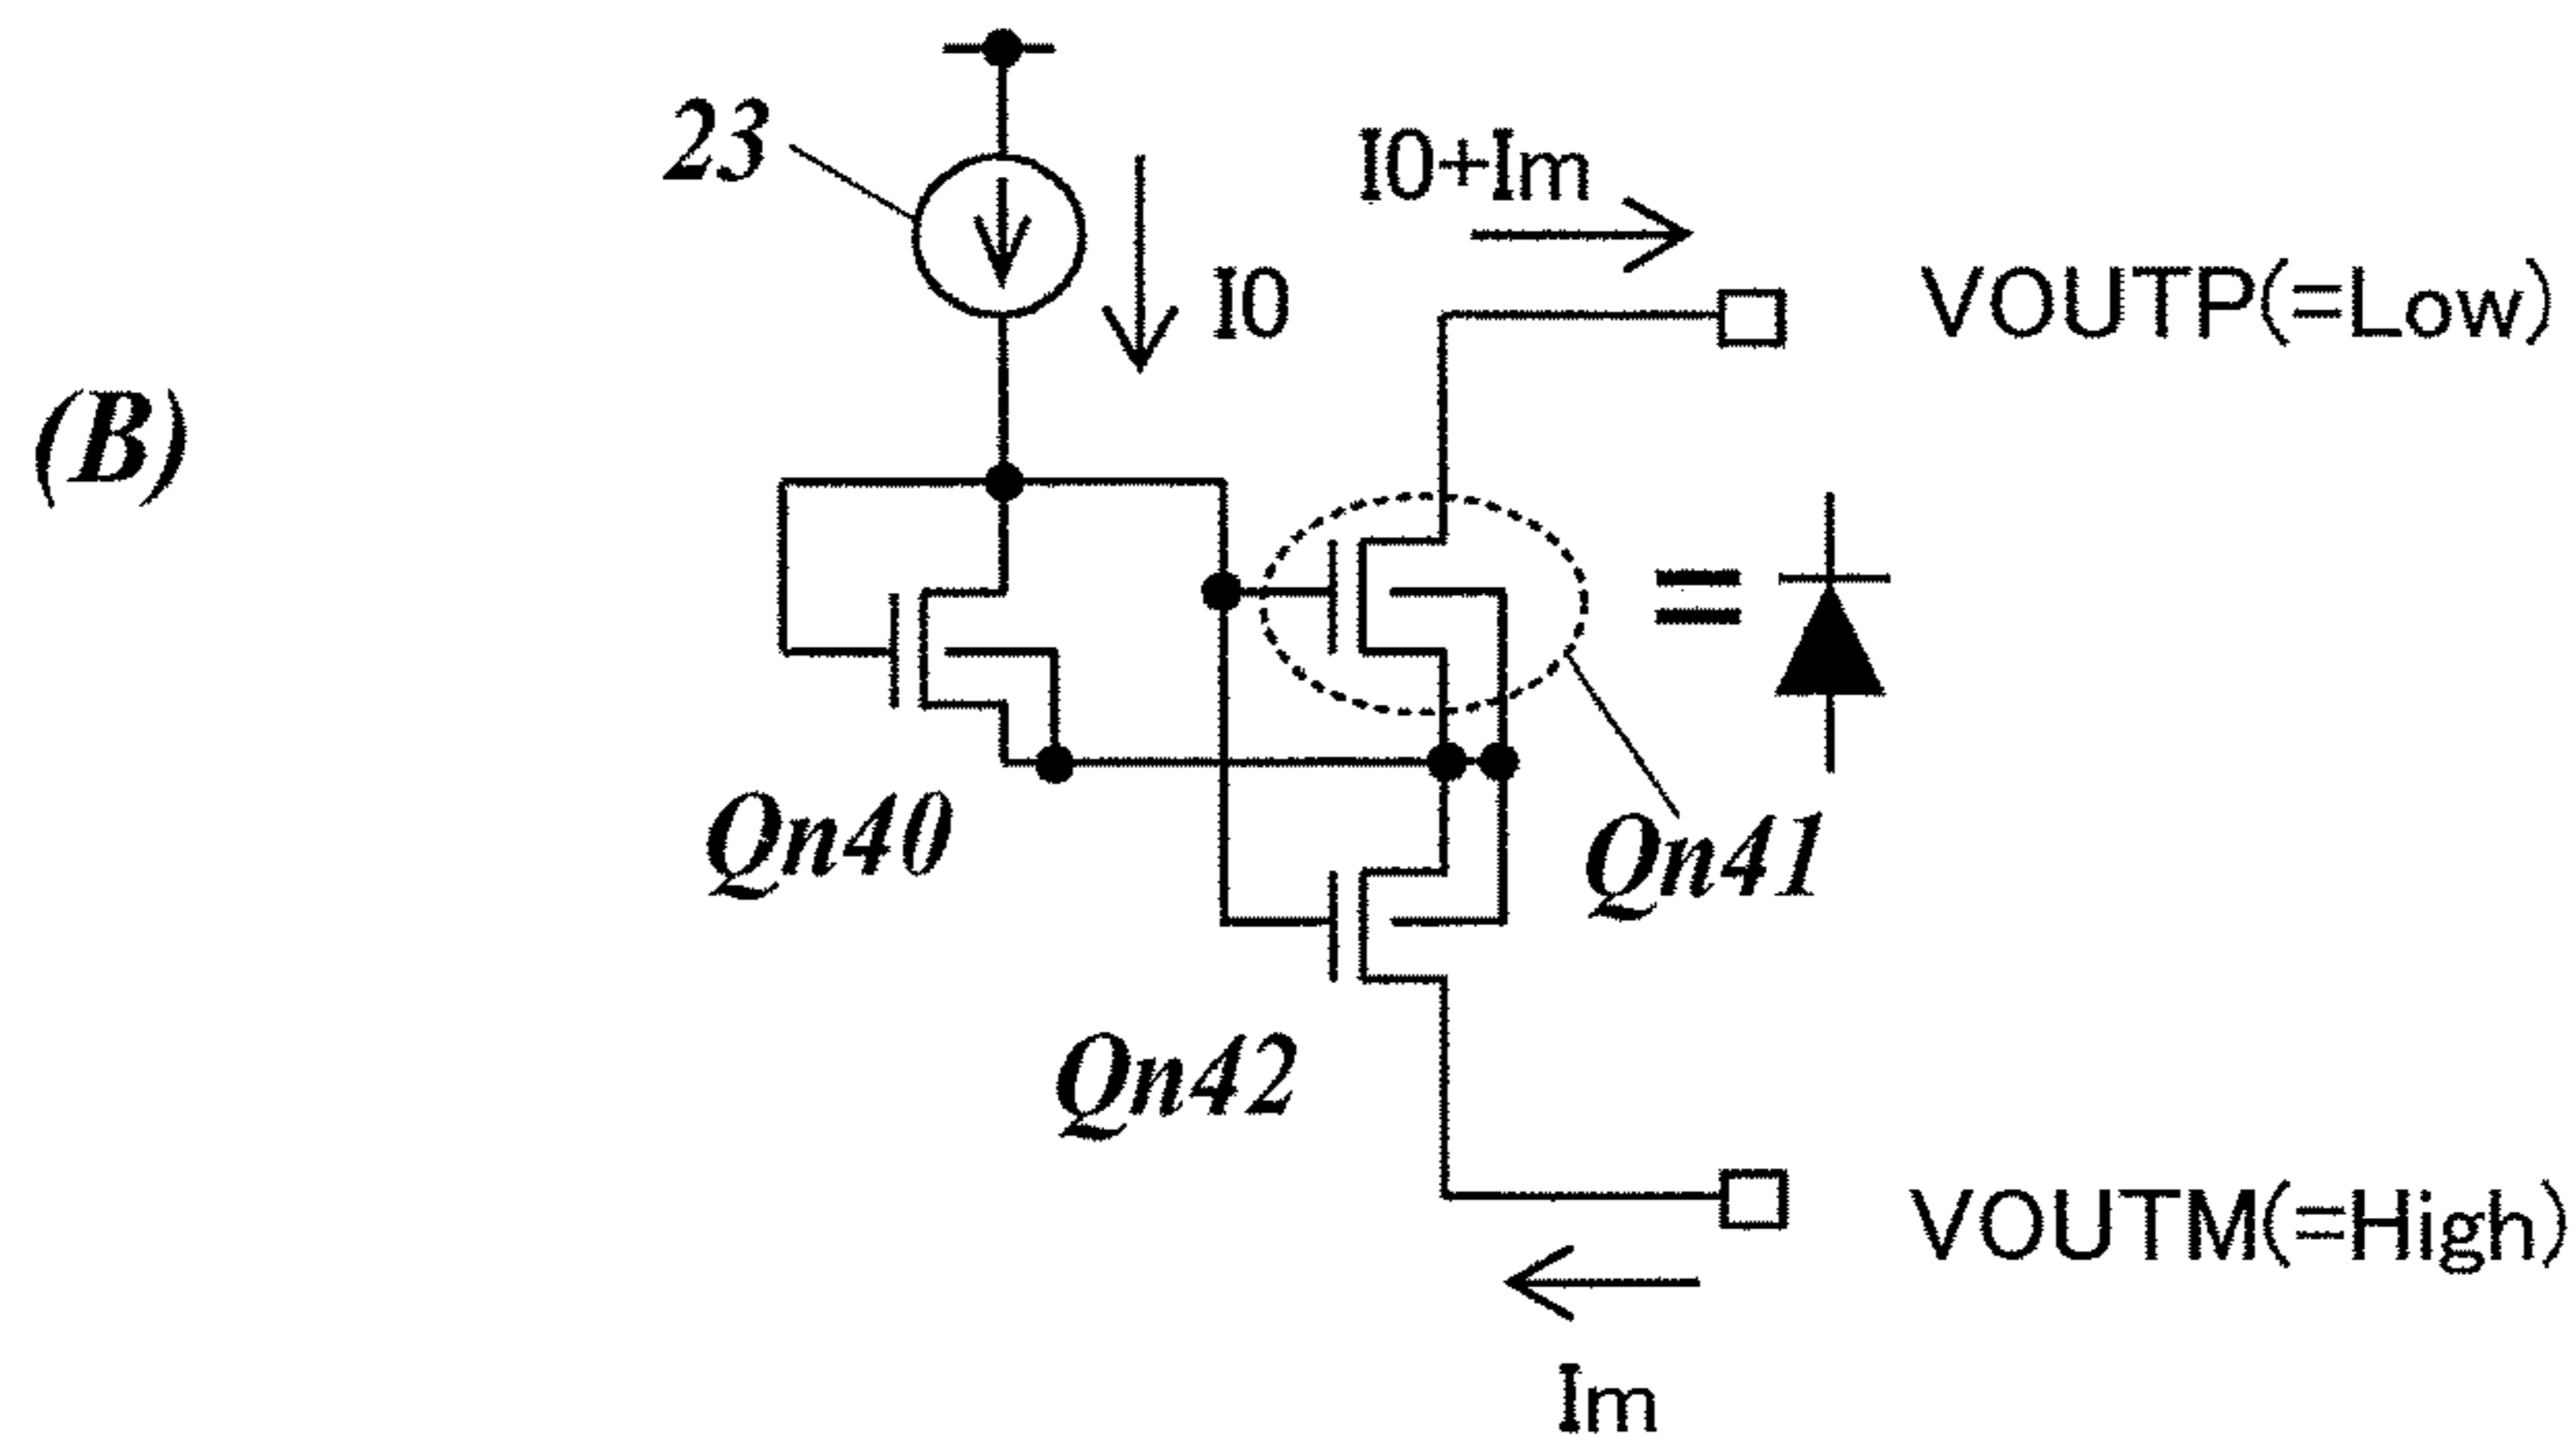 23
I0+Im
I0
VOUTP(=Low)
(B)
Qn40
Qn41
Qn42
VOUTM(=High)
Im